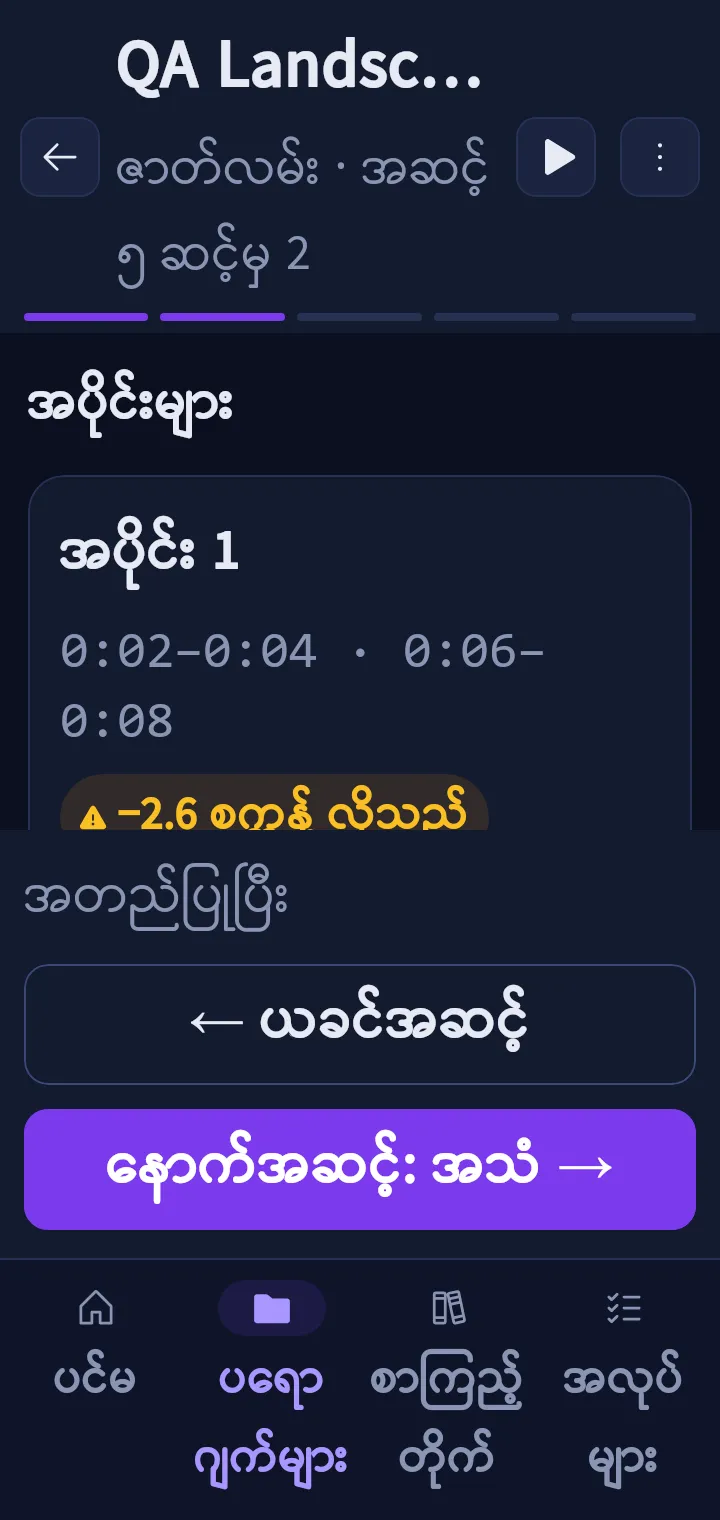 QA Landsc...
ဇာတ်လမ်း · အဆင့်
၅ ဆင့်မှ 2
အပိုင်းများ
အပိုင်း 1
0:02–0:04 · 0:06–
0:08
−2.6 စက္ကန့် လိုသည်
အတည်ပြုပြီး
← ယခင်အဆင့်
နောက်အဆင့်: အသံ →
ပင်မ
ပရော
ဂျက်များ
စာကြည့်
တိုက်
အလုပ်
များ